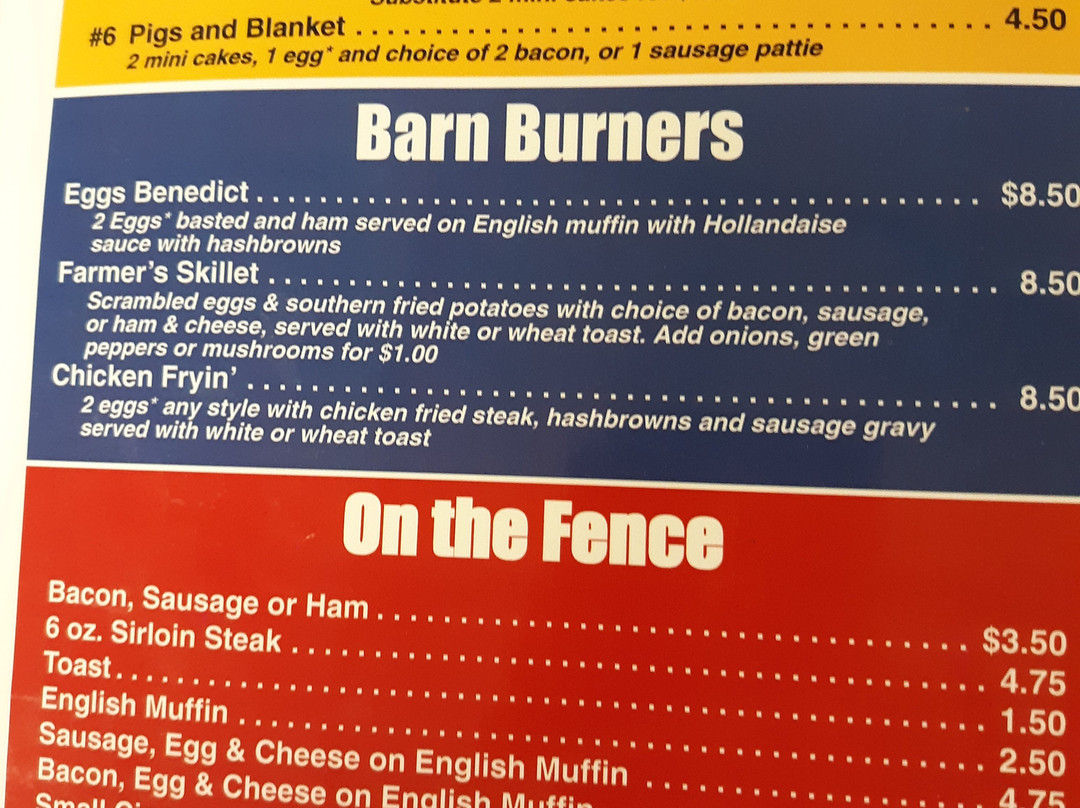 #6 Pigs and Blanket . . . . . . . . . . . . . . . . . . . . . . . . . . . . . . 4.50
2 mini cakes, 1 egg* and choice of 2 bacon, or 1 sausage pattie
Barn Burners
Eggs Benedict . . . . . . . . . . . . . . . . . . . . . . . . . . . . . . $8.50
2 Eggs* basted and ham served on English muffin with Hollandaise
sauce with hashbrowns
Farmer's Skillet . . . . . . . . . . . . . . . . . . . . . . . . . . . . . . 8.50
Scrambled eggs & southern fried potatoes with choice of bacon, sausage,
or ham & cheese, served with white or wheat toast. Add onions, green
peppers or mushrooms for $1.00
Chicken Fryin' . . . . . . . . . . . . . . . . . . . . . . . . . . . . . . 8.50
2 eggs* any style with chicken fried steak, hashbrowns and sausage gravy
served with white or wheat toast
On the Fence
Bacon, Sausage or Ham . . . . . . . . . . . . . . . . . . . . . . . . $3.50
6 oz. Sirloin Steak . . . . . . . . . . . . . . . . . . . . . . . . . . . . 4.75
Toast . . . . . . . . . . . . . . . . . . . . . . . . . . . . . . . . . . . 1.50
English Muffin . . . . . . . . . . . . . . . . . . . . . . . . . . . . . . 2.50
Sausage, Egg & Cheese on English Muffin . . . . . . . . . . . . 4.75
Bacon, Egg & Cheese on English Muffin
Small